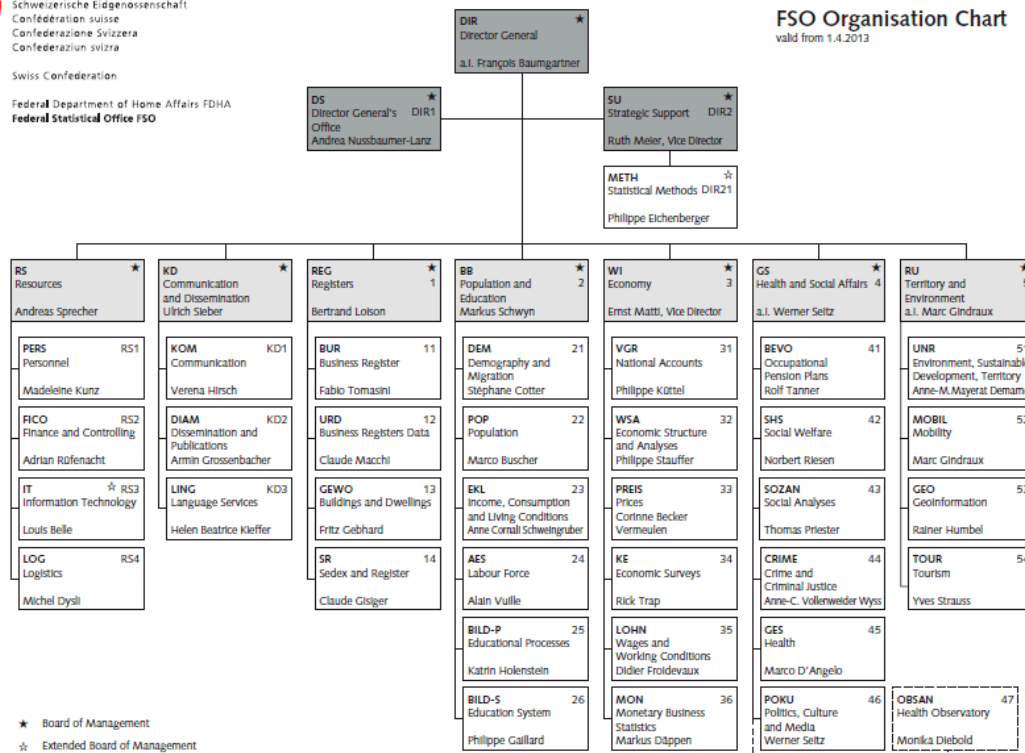 Schweizerische Eidgenossenschaft
Confédération suisse
Confederazione Svizzera
Confederaziun svizra
Swiss Confederation
Federal Department of Home Affairs FDHA
Federal Statistical Office FSO
FSO Organisation Chart
valid from 1.4.2013
DIR ★
Director General
a.i. François Baumgartner
DS ★
Director General's DIR1
Office
Andrea Nussbaumer-Lanz
SU ★
Strategic Support DIR2
Ruth Meier, Vice Director
METH ☆
Statistical Methods DIR21
Philippe Eichenberger
RS ★
Resources
Andreas Sprecher
PERS RS1
Personnel
Madeleine Kunz
FICO RS2
Finance and Controlling
Adrian Rüfenacht
IT ☆ RS3
Information Technology
Louis Belle
LOG RS4
Logistics
Michel Dysli
KD ★
Communication
and Dissemination
Ulrich Sieber
KOM KD1
Communication
Verena Hirsch
DIAM KD2
Dissemination and
Publications
Armin Grossenbacher
LING KD3
Language Services
Helen Beatrice Kieffer
REG ★
Registers 1
Bertrand Loison
BUR 11
Business Register
Fabio Tomasini
URD 12
Business Registers Data
Claude Macchi
GEWO 13
Buildings and Dwellings
Fritz Gebhard
SR 14
Sedex and Register
Claude Gisiger
BB ★
Population and 2
Education
Markus Schwyn
DEM 21
Demography and
Migration
Stéphane Cotter
POP 22
Population
Marco Buscher
EKL 23
Income, Consumption
and Living Conditions
Anne Cornali Schweingruber
AES 24
Labour Force
Alain Vuille
BILD-P 25
Educational Processes
Katrin Holenstein
BILD-S 26
Education System
Philippe Gaillard
WI ★
Economy 3
Ernst Matti, Vice Director
VGR 31
National Accounts
Philippe Küttel
WSA 32
Economic Structure
and Analyses
Philippe Stauffer
PREIS 33
Prices
Corinne Becker
Vermeulen
KE 34
Economic Surveys
Rick Trap
LOHN 35
Wages and
Working Conditions
Didier Froidevaux
MON 36
Monetary Business
Statistics
Markus Däppen
GS ★
Health and Social Affairs 4
a.i. Werner Seitz
BEVO 41
Occupational
Pension Plans
Rolf Tanner
SHS 42
Social Welfare
Norbert Riesen
SOZAN 43
Social Analyses
Thomas Priester
CRIME 44
Crime and
Criminal Justice
Anne-C. Vollenweider Wyss
GES 45
Health
Marco D'Angelo
POKU 46
Politics, Culture
and Media
Werner Seitz
OBSAN 47
Health Observatory
Monika Diebold
RU ★
Territory and
Environment
a.i. Marc Gindraux
UNR
Environment, Sustainable
Development, Territory
Anne-M.Mayerat
MOBIL
Mobility
Marc Gindraux
GEO
Geoinformation
Rainer Humbel
TOUR
Tourism
Yves Strauss
★ Board of Management
☆ Extended Board of Management